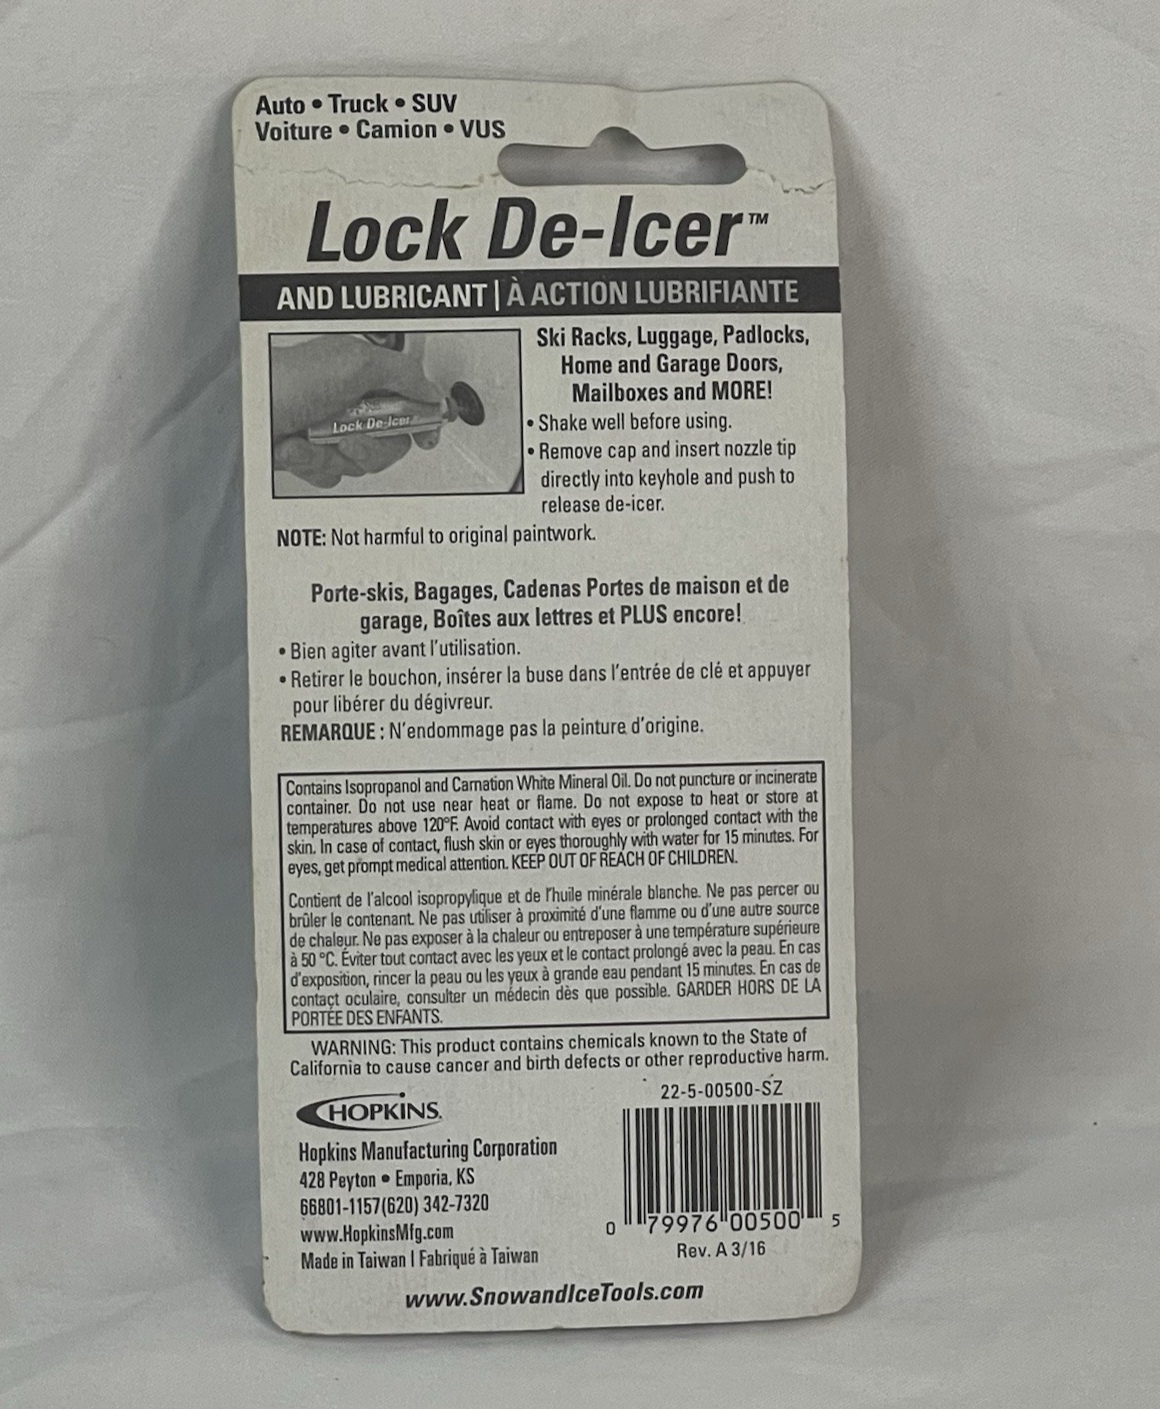 Auto • Truck • SUV
Voiture • Camion • VUS
Lock De-Icer™
AND LUBRICANT | À ACTION LUBRIFIANTE
Lock De-Icer
Ski Racks, Luggage, Padlocks,
Home and Garage Doors,
Mailboxes and MORE!
• Shake well before using.
• Remove cap and insert nozzle tip
directly into keyhole and push to
release de-icer.
NOTE: Not harmful to original paintwork.
Porte-skis, Bagages, Cadenas Portes de maison et de
garage, Boîtes aux lettres et PLUS encore!
• Bien agiter avant l'utilisation.
• Retirer le bouchon, insérer la buse dans l'entrée de clé et appuyer
pour libérer du dégivreur.
REMARQUE : N'endommage pas la peinture d'origine.
Contains Isopropanol and Carnation White Mineral Oil. Do not puncture or incinerate
container. Do not use near heat or flame. Do not expose to heat or store at
temperatures above 120°F. Avoid contact with eyes or prolonged contact with the
skin. In case of contact, flush skin or eyes thoroughly with water for 15 minutes. For
eyes, get prompt medical attention. KEEP OUT OF REACH OF CHILDREN.
Contient de l'alcool isopropylique et de l'huile minérale blanche. Ne pas percer ou
brûler le contenant. Ne pas utiliser à proximité d'une flamme ou d'une autre source
de chaleur. Ne pas exposer à la chaleur ou entreposer à une température supérieure
à 50 °C. Éviter tout contact avec les yeux et le contact prolongé avec la peau. En cas
d'exposition, rincer la peau ou les yeux à grande eau pendant 15 minutes. En cas de
contact oculaire, consulter un médecin dès que possible. GARDER HORS DE LA
PORTÉE DES ENFANTS.
WARNING: This product contains chemicals known to the State of
California to cause cancer and birth defects or other reproductive harm.
HOPKINS.
Hopkins Manufacturing Corporation
428 Peyton • Emporia, KS
66801-1157(620) 342-7320
www.HopkinsMfg.com
Made in Taiwan | Fabriqué à Taiwan
22-5-00500-SZ
0 79976 00500 5
Rev. A 3/16
www.SnowandIceTools.com